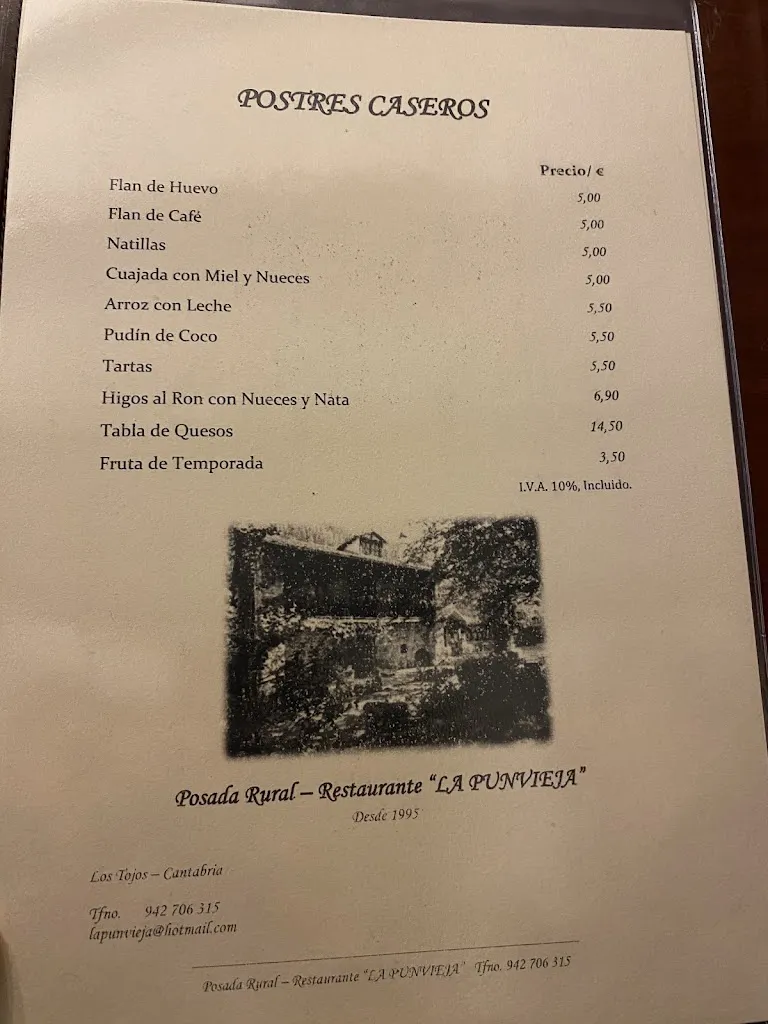 POSTRES CASEROS
Precio/ €
Flan de Huevo 5,00
Flan de Café 5,00
Natillas 5,00
Cuajada con Miel y Nueces 5,00
Arroz con Leche 5,50
Pudín de Coco 5,50
Tartas 5,50
Higos al Ron con Nueces y Nata 6,90
Tabla de Quesos 14,50
Fruta de Temporada 3,50
I.V.A. 10%, Incluido.
Posada Rural – Restaurante “LA PUNVIEJA”
Desde 1995
Los Tojos – Cantabria
Tfno. 942 706 315
lapunvieja@hotmail.com
Posada Rural – Restaurante “LA PUNVIEJA” Tfno. 942 706 315